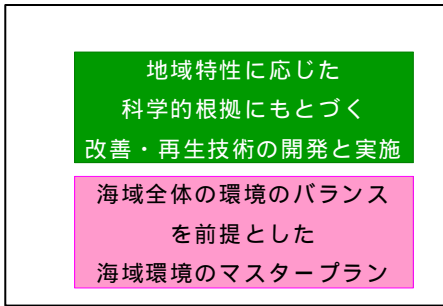 地域特性に応じた
科学的根拠にもとづく
改善・再生技術の開発と実施
海域全体の環境のバランス
を前提とした
海域環境のマスタープラン